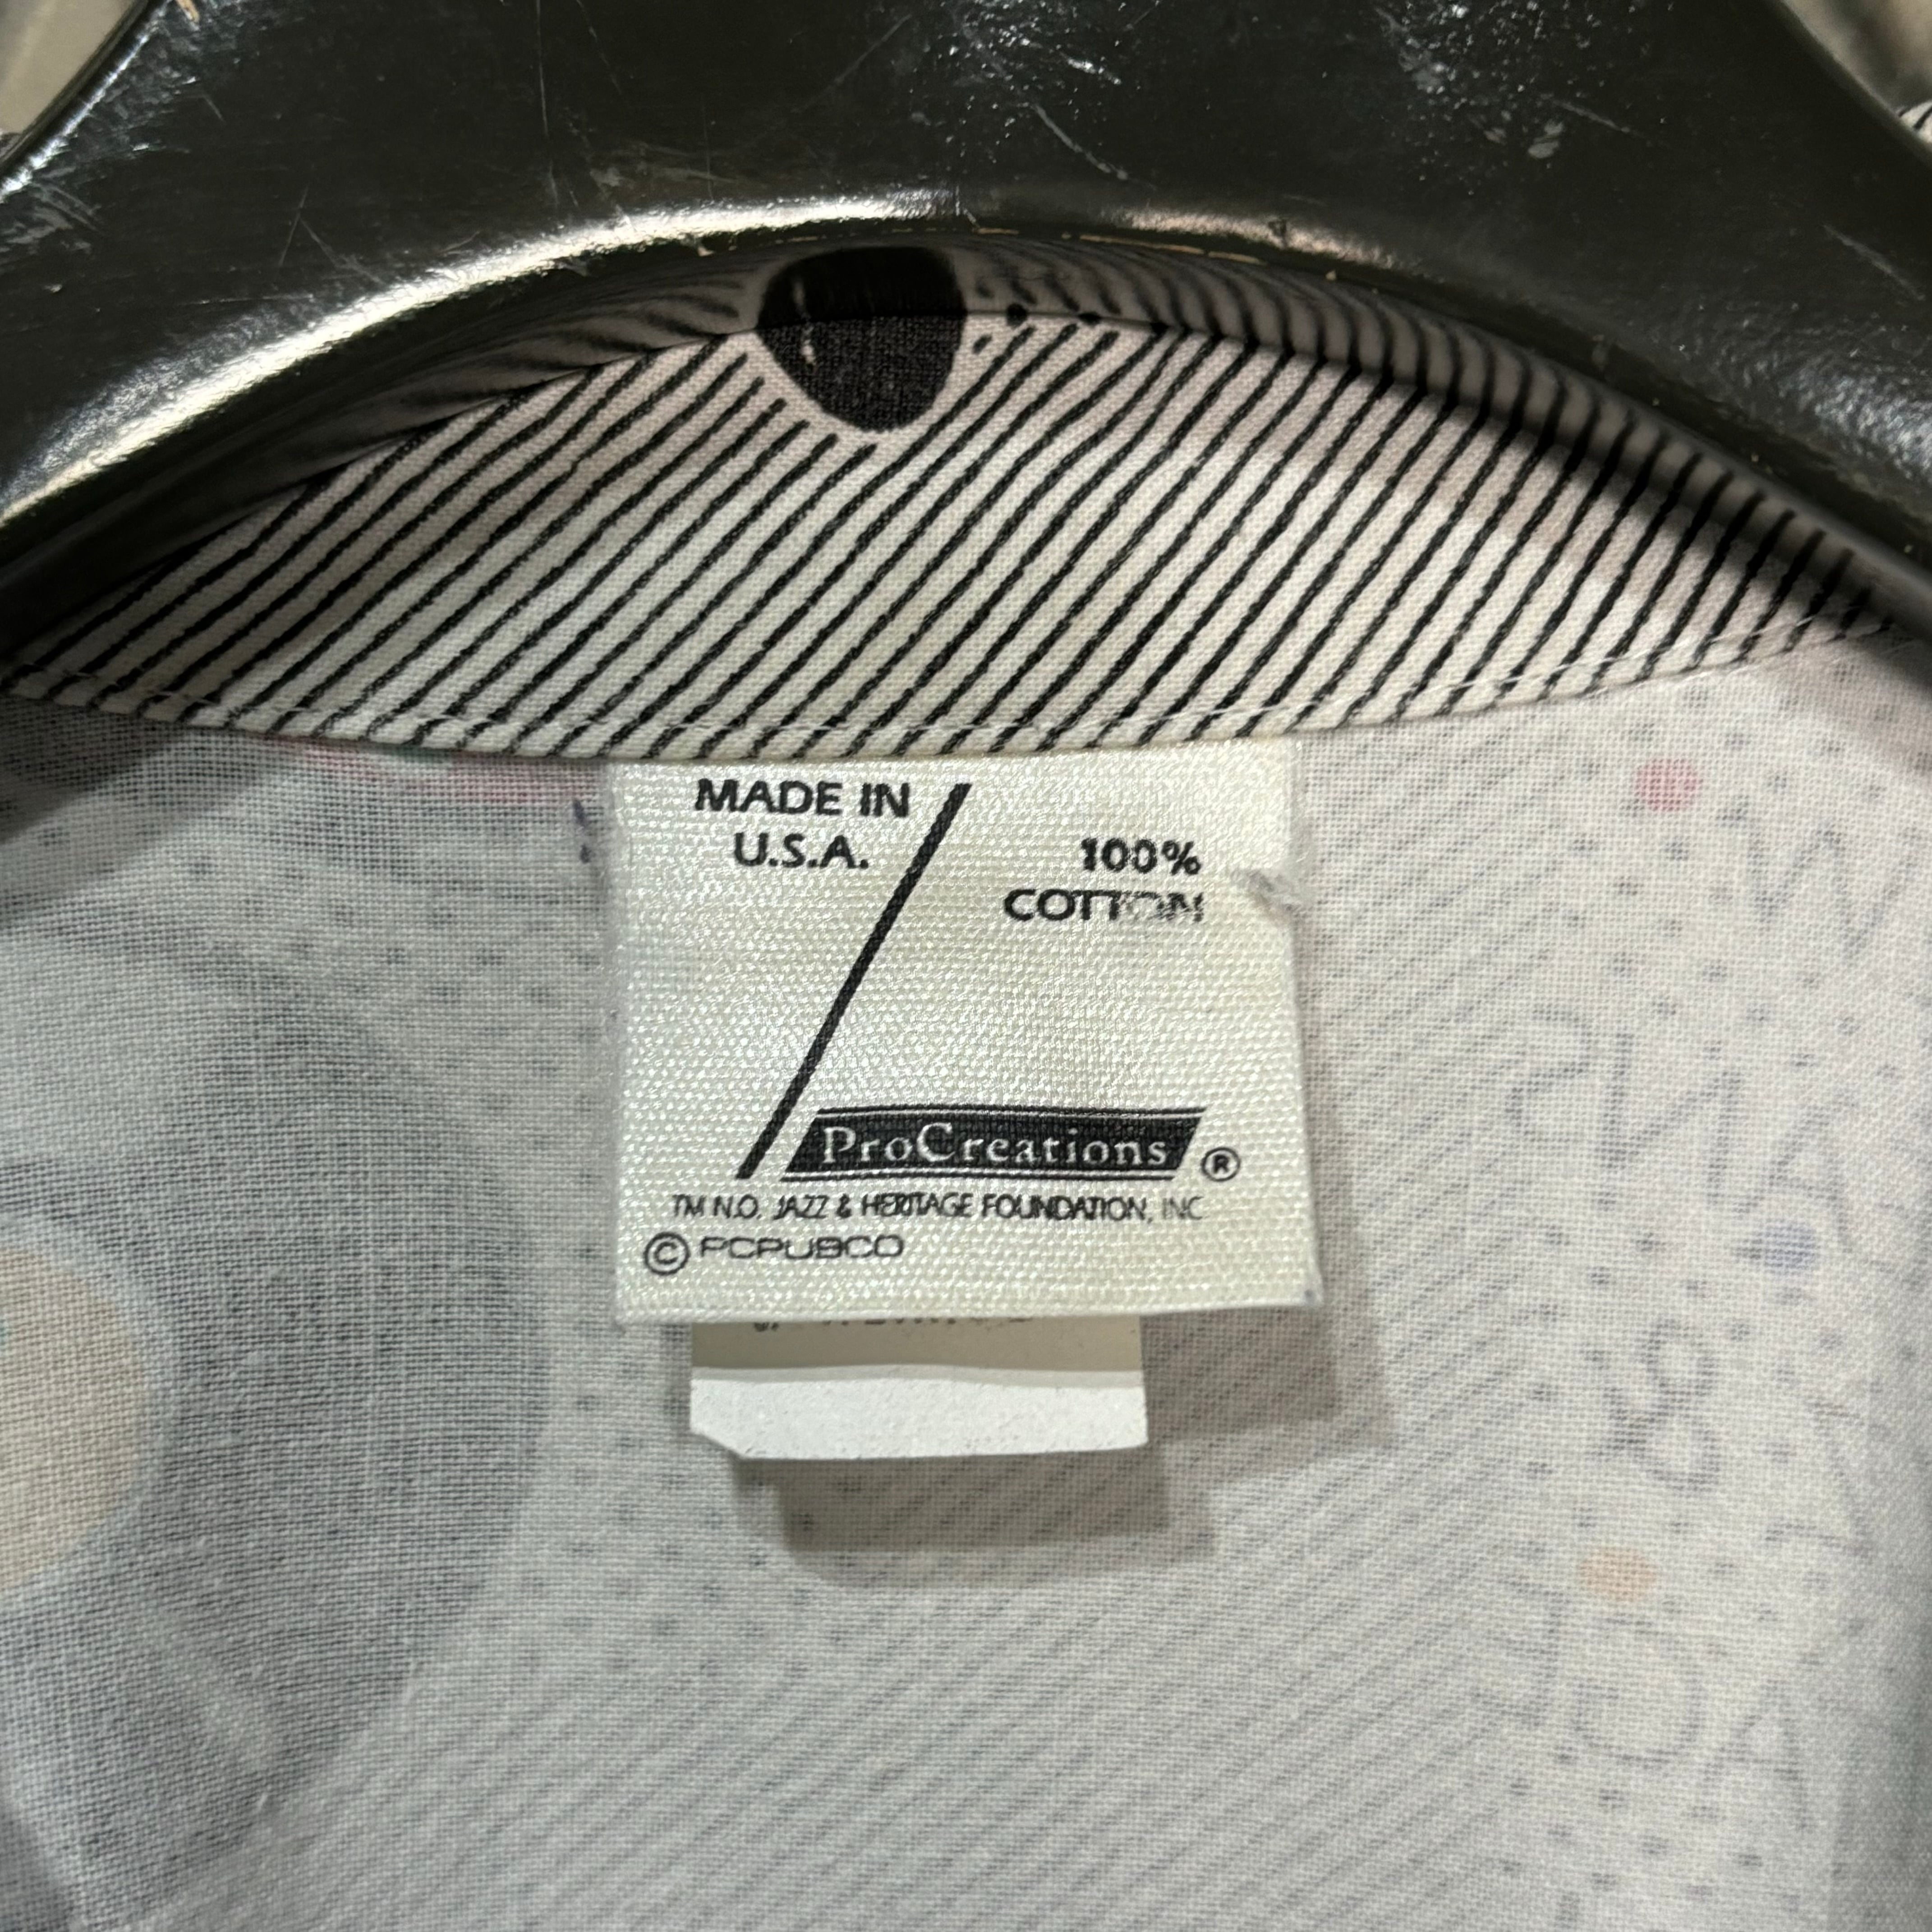 MADE IN
U.S.A.
100%
COTTON
ProCreations ®
TM N.O. JAZZ & HERITAGE FOUNDATION, INC
© PCPUBCO